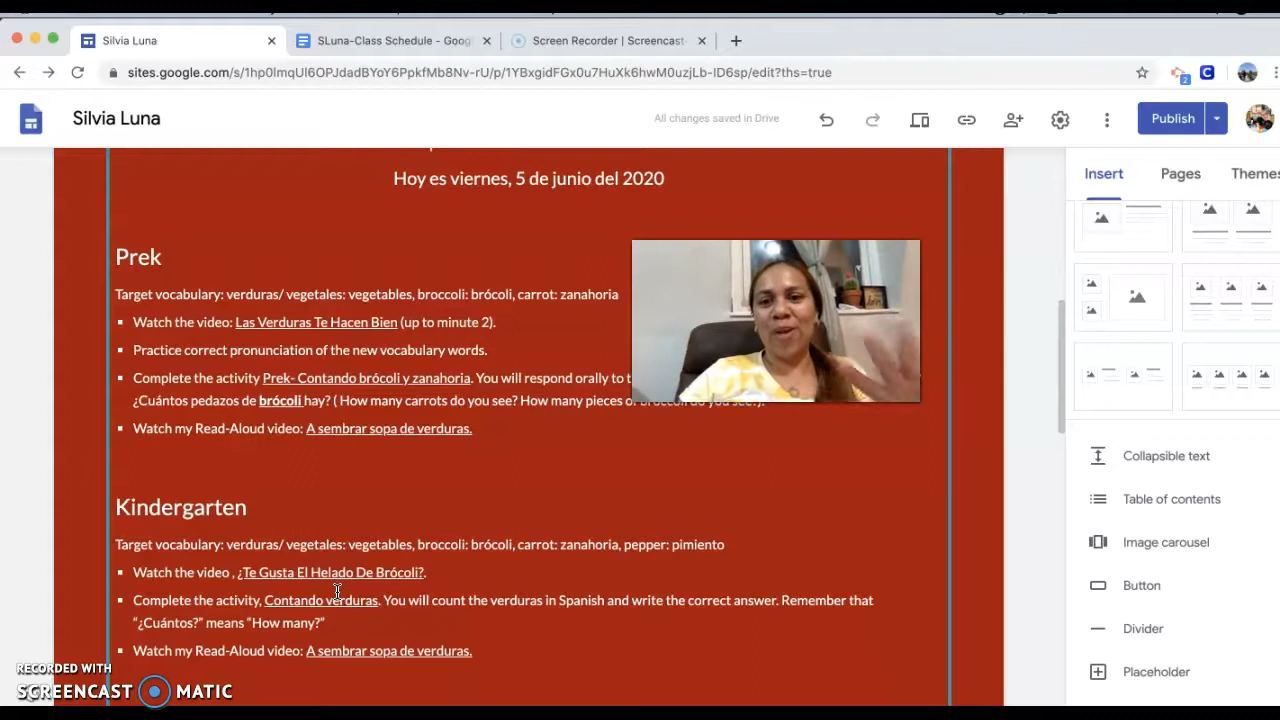 Silvia Luna
SLuna-Class Schedule - Goog
Screen Recorder | Screencast-
sites.google.com/s/1hp0lmqUl6OPJdadBYoY6PpkfMb8Nv-rU/p/1YBxgidFGx0u7HuXk6hwM0uzjLb-ID6sp/edit?ths=true
2
Silvia Luna
All changes saved in Drive
Publish
Hoy es viernes, 5 de junio del 2020
Insert
Pages
Themes
Prek
Target vocabulary: verduras/ vegetales: vegetables, broccoli: brócoli, carrot: zanahoria
Watch the video: Las Verduras Te Hacen Bien (up to minute 2).
Practice correct pronunciation of the new vocabulary words.
Complete the activity Prek- Contando brócoli y zanahoria. You will respond orally to t
¿Cuántos pedazos de brócoli hay? ( How many carrots do you see? How many pieces of broccoli do you see?).
Watch my Read-Aloud video: A sembrar sopa de verduras.
Kindergarten
Target vocabulary: verduras/ vegetales: vegetables, broccoli: brócoli, carrot: zanahoria, pepper: pimiento
Watch the video , ¿Te Gusta El Helado De Brócoli?.
Complete the activity, Contando verduras. You will count the verduras in Spanish and write the correct answer. Remember that
"¿Cuántos?" means "How many?"
Watch my Read-Aloud video: A sembrar sopa de verduras.
Collapsible text
Table of contents
Image carousel
Button
Divider
Placeholder
RECORDED WITH
SCREENCAST MATIC